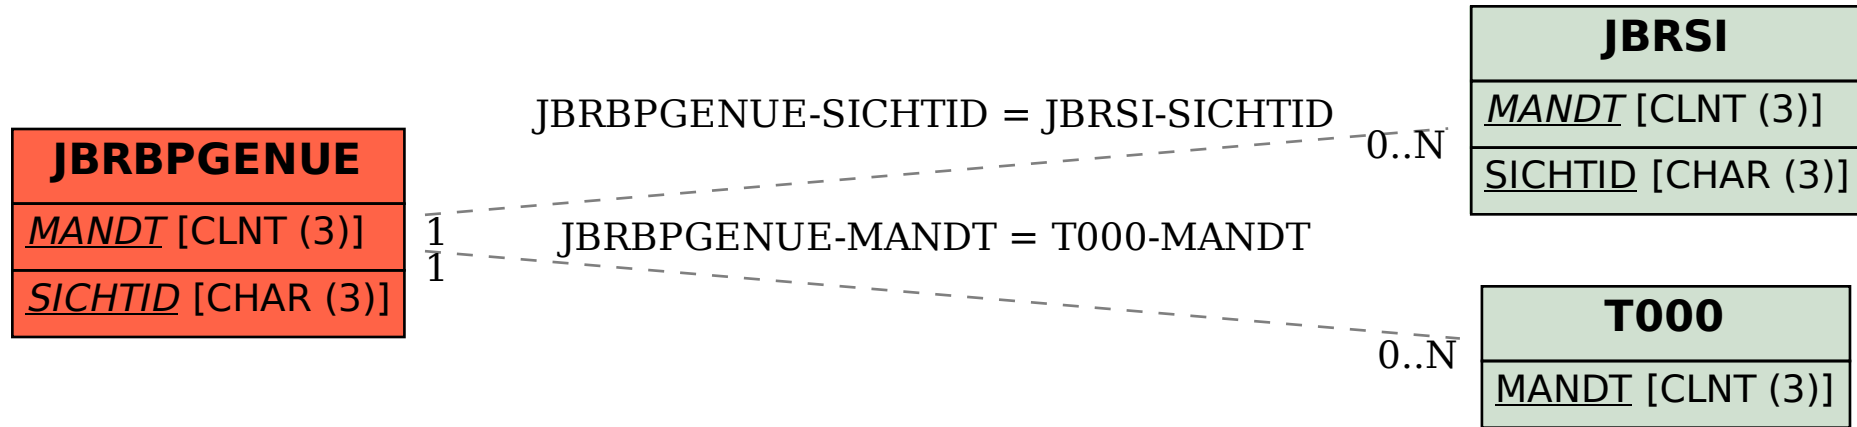 JBRBPGENUE
MANDT [CLNT (3)]
SICHTID [CHAR (3)]
JBRBPGENUE-SICHTID = JBRSI-SICHTID
1
0..N
JBRBPGENUE-MANDT = T000-MANDT
1
0..N
JBRSI
MANDT [CLNT (3)]
SICHTID [CHAR (3)]
T000
MANDT [CLNT (3)]